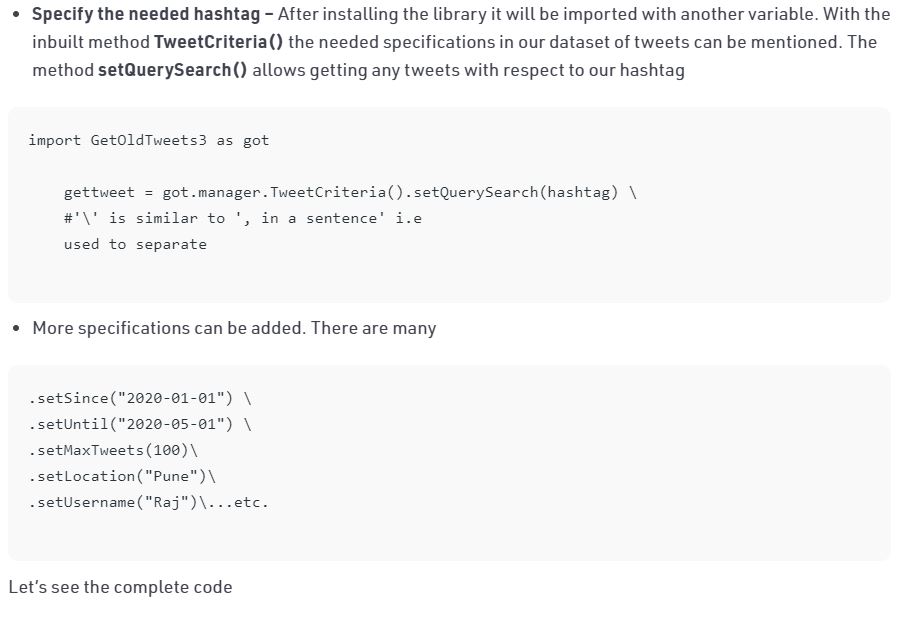 • Specify the needed hashtag – After installing the library it will be imported with another variable. With the
inbuilt method TweetCriteria() the needed specifications in our dataset of tweets can be mentioned. The
method setQuerySearch() allows getting any tweets with respect to our hashtag
import GetOldTweets3 as got
gettweet = got.manager.TweetCriteria().setQuerySearch(hashtag) \
#'\' is similar to ', in a sentence' i.e
used to separate
• More specifications can be added. There are many
.setSince("2020-01-01") \
.setUntil("2020-05-01") \
.setMaxTweets(100)\
.setLocation("Pune")\
.setUsername("Raj")\...etc.
Let's see the complete code